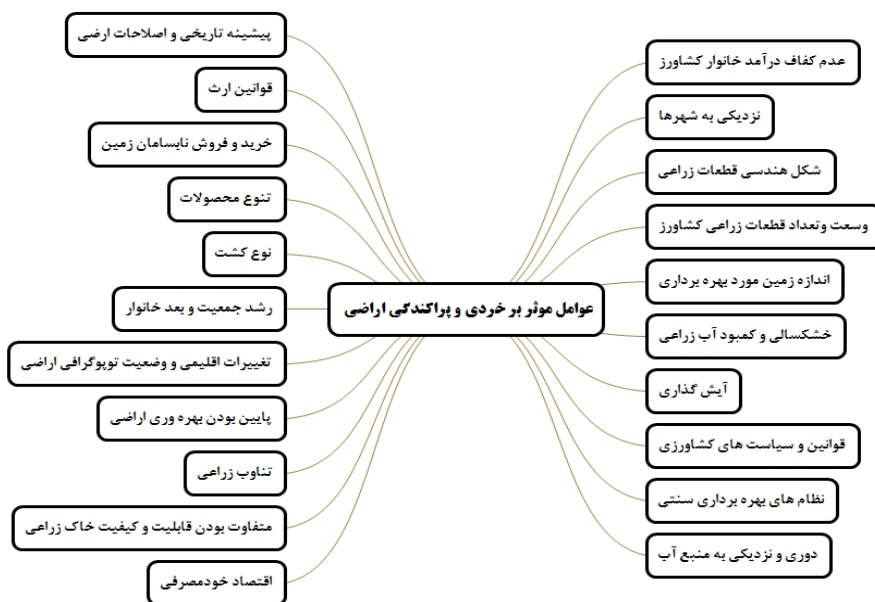 عوامل موثر بر خردی و پراکندگی اراضی
عدم کفاف درآمد خانوار کشاورز
نزدیکی به شهرها
شکل هندسی قطعات زراعی
وسعت وتعداد قطعات زراعی کشاورز
اندازه زمین مورد بهره برداری
خشکسالی و کمبود آب زراعی
آیش گذاری
قوانین و سیاست های کشاورزی
نظام های بهره برداری سنتی
دوری و نزدیکی به منبع آب
پیشینه تاریخی و اصلاحات ارضی
قوانین ارث
خرید و فروش نابسامان زمین
تنوع محصولات
نوع کشت
رشد جمعیت و بعد خانوار
تغییرات اقلیمی و وضعیت توپوگرافی اراضی
پایین بودن بهره وری اراضی
تناوب زراعی
متفاوت بودن قابلیت و کیفیت خاک زراعی
اقتصاد خودمصرفی